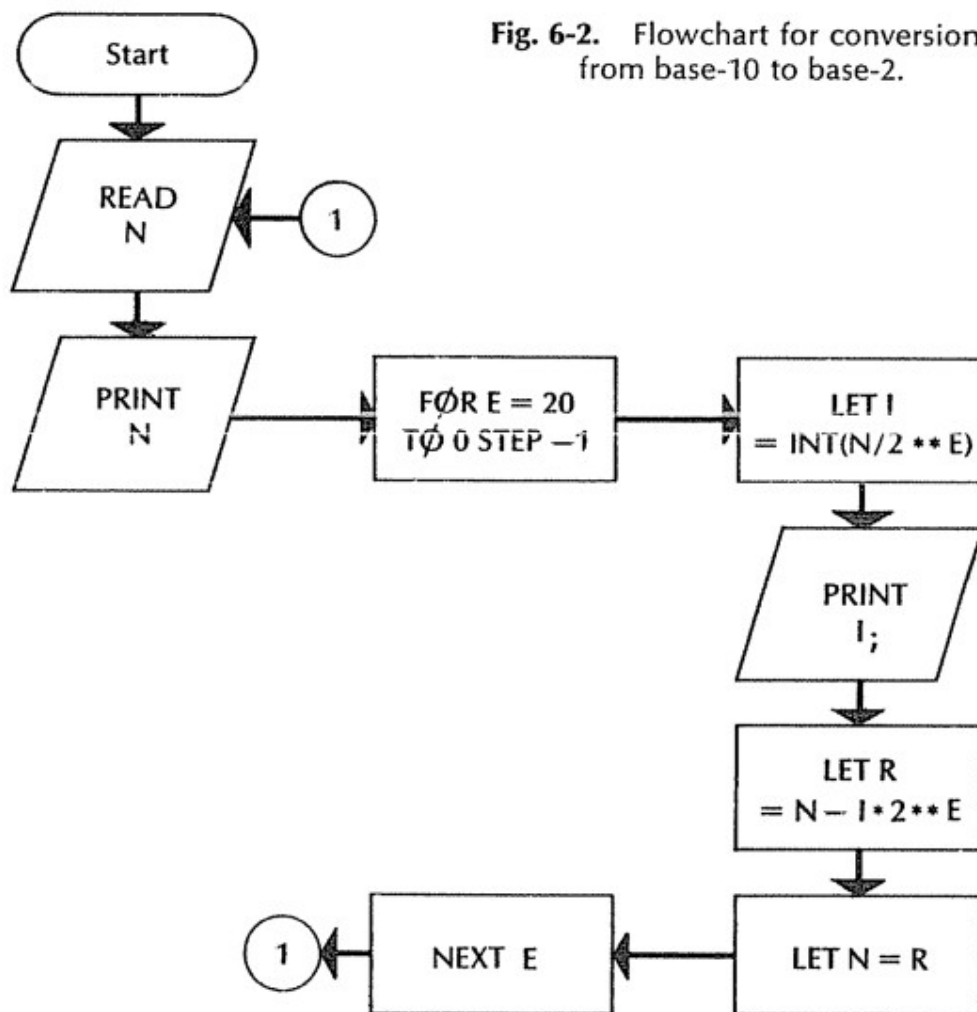 Fig. 6-2. Flowchart for conversion
from base-10 to base-2.
Start
READ
N
1
PRINT
N
FØR E = 20
TØ 0 STEP −1
LET I
= INT(N/2 ** E)
PRINT
I;
LET R
= N − I * 2 ** E
LET N = R
NEXT E
1